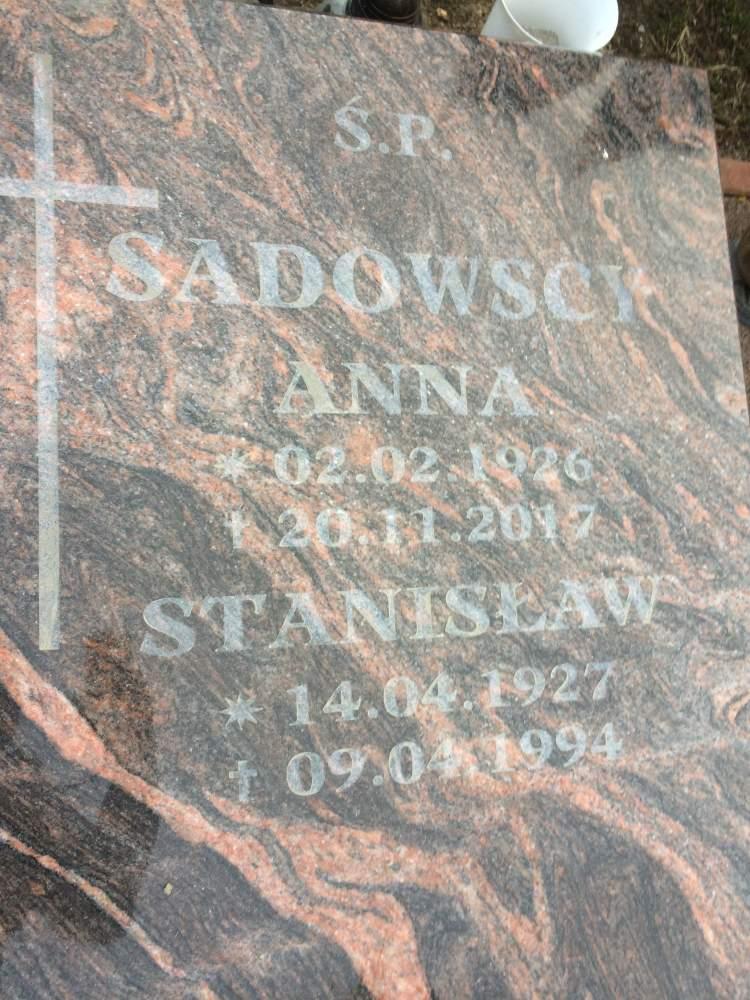 Ś.P.
SADOWSCY
ANNA
* 02.02.1926
† 20.11.2017
STANISŁAW
* 14.04.1927
† 09.04.1994